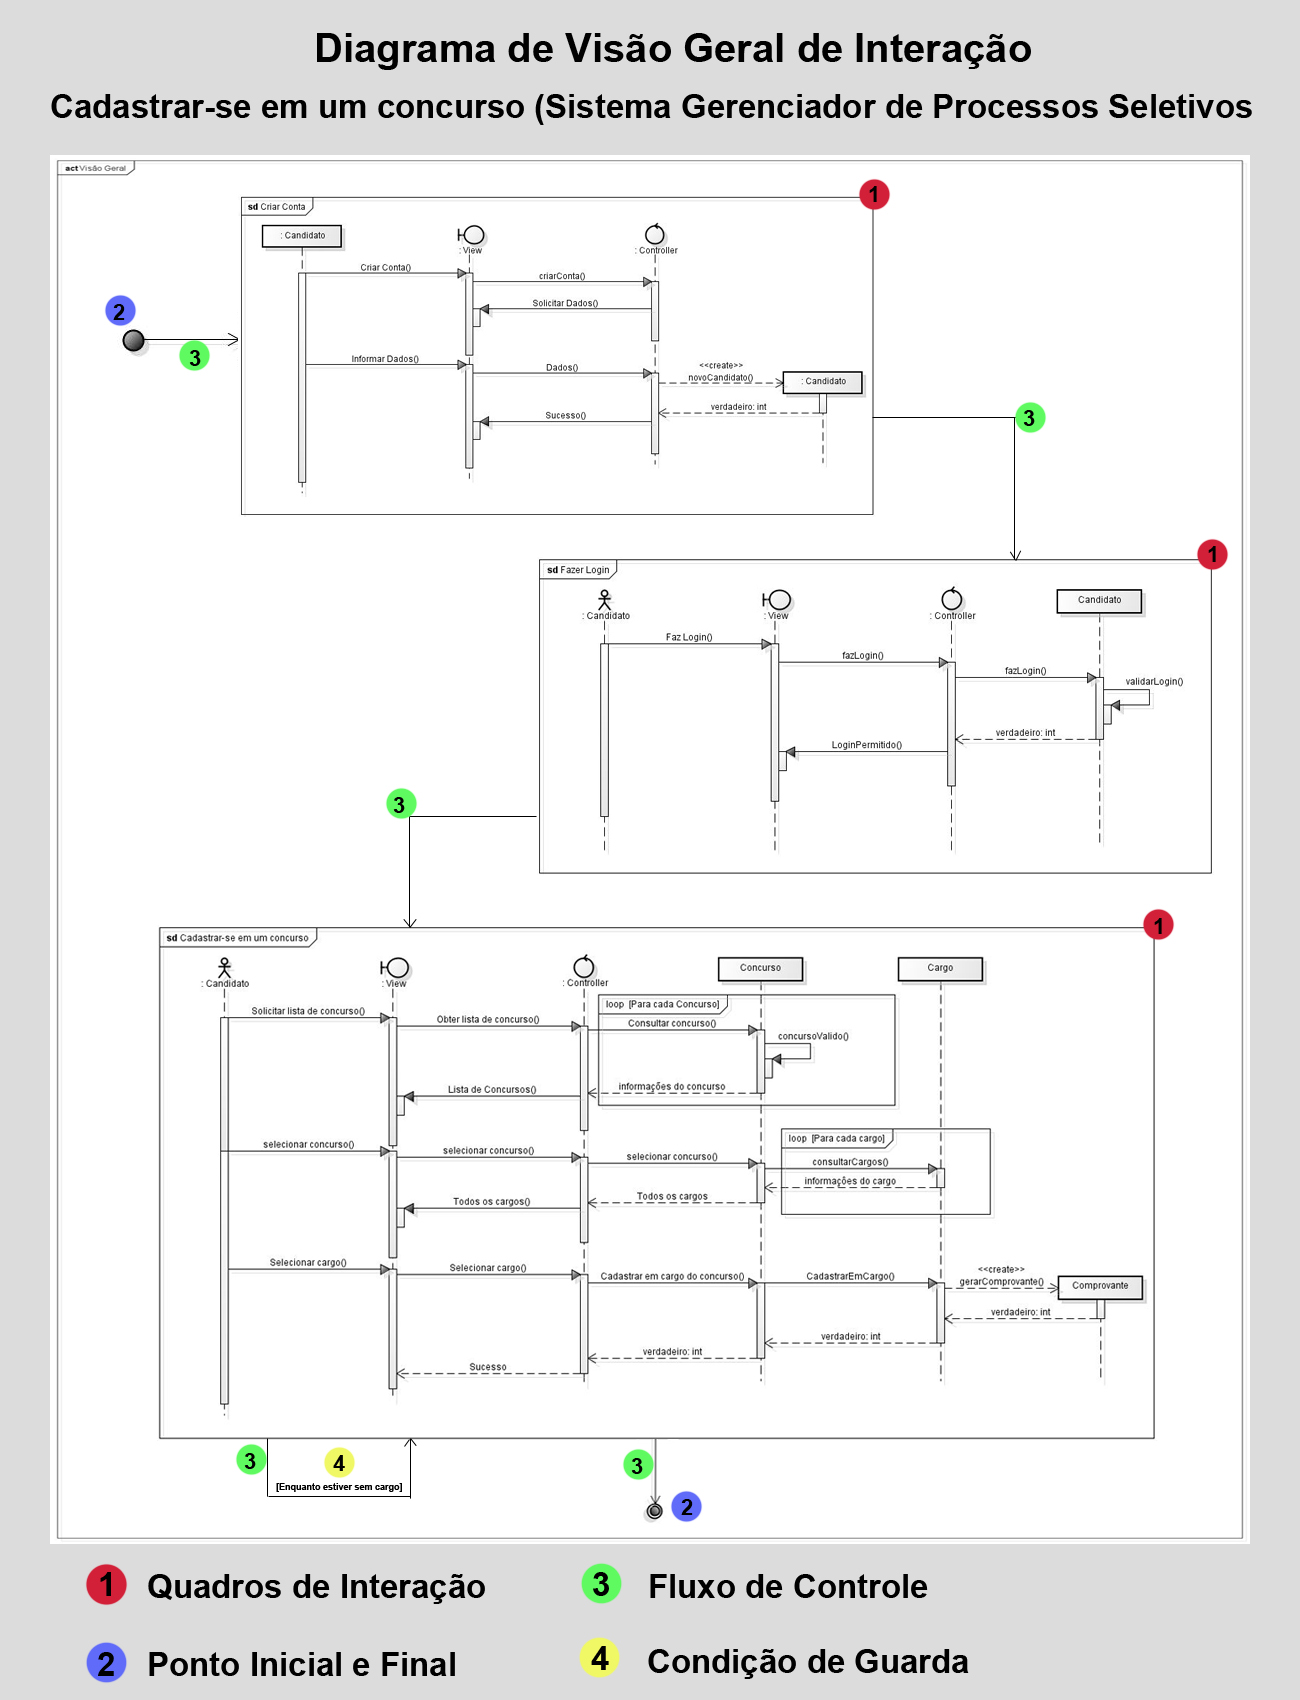 Diagrama de Visão Geral de Interação
Cadastrar-se em um concurso (Sistema Gerenciador de Processos Seletivos
act Visão Geral
1
sd Criar Conta
: Candidato
: View
: Controller
Criar Conta()
criarConta()
Solicitar Dados()
2
3
Informar Dados()
Dados()
<<create>>
novoCandidato()
: Candidato
verdadeiro: int
Sucesso()
3
1
sd Fazer Login
: Candidato
: View
: Controller
Candidato
Faz Login()
fazLogin()
fazLogin()
validarLogin()
verdadeiro: int
LoginPermitido()
3
1
sd Cadastrar-se em um concurso
: Candidato
: View
: Controller
Concurso
Cargo
loop [Para cada Concurso]
Solicitar lista de concurso()
Obter lista de concurso()
Consultar concurso()
concursoValido()
informações do concurso
Lista de Concursos()
loop [Para cada cargo]
selecionar concurso()
selecionar concurso()
selecionar concurso()
consultarCargos()
informações do cargo
Todos os cargos
Todos os cargos()
Selecionar cargo()
Selecionar cargo()
Cadastrar em cargo do concurso()
CadastrarEmCargo()
<<create>>
gerarComprovante()
Comprovante
verdadeiro: int
verdadeiro: int
verdadeiro: int
Sucesso
3
4
[Enquanto estiver sem cargo]
3
2
1 Quadros de Interação
3 Fluxo de Controle
2 Ponto Inicial e Final
4 Condição de Guarda